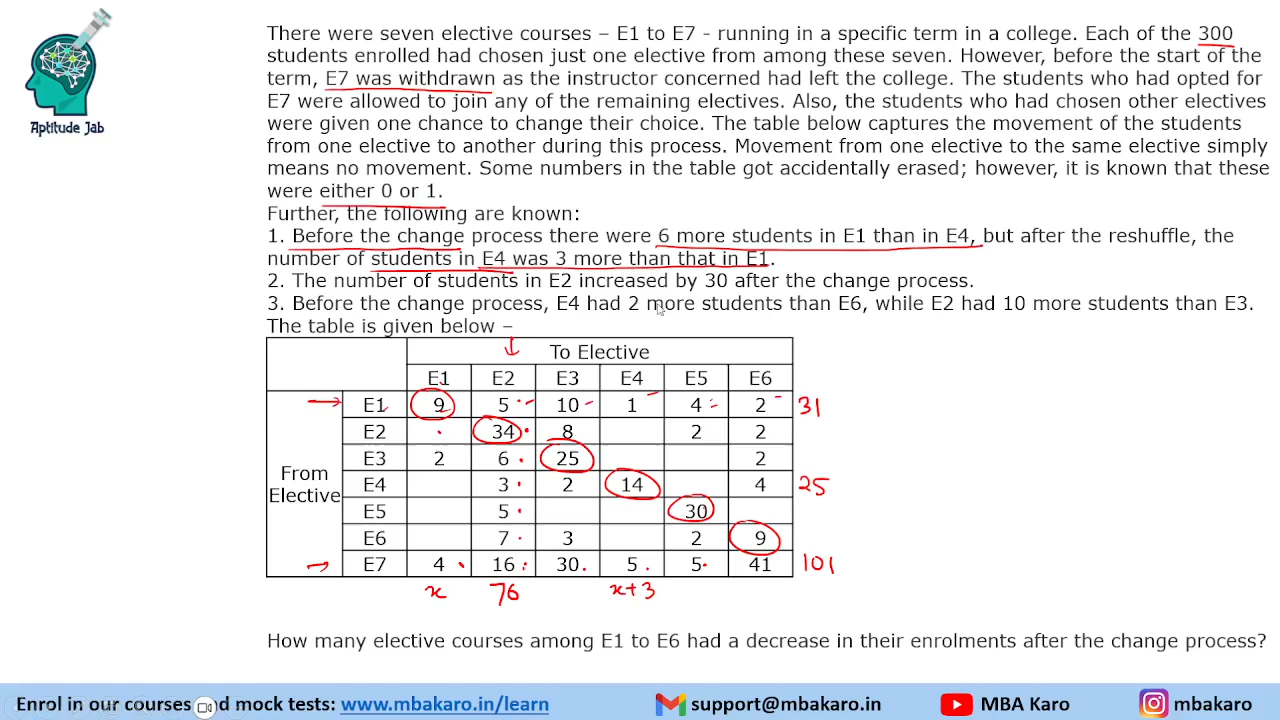 There were seven elective courses – E1 to E7 - running in a specific term in a college. Each of the 300
students enrolled had chosen just one elective from among these seven. However, before the start of the
term, E7 was withdrawn as the instructor concerned had left the college. The students who had opted for
E7 were allowed to join any of the remaining electives. Also, the students who had chosen other electives
were given one chance to change their choice. The table below captures the movement of the students
from one elective to another during this process. Movement from one elective to the same elective simply
means no movement. Some numbers in the table got accidentally erased; however, it is known that these
were either 0 or 1.
Aptitude Jab
Further, the following are known:
1. Before the change process there were 6 more students in E1 than in E4, but after the reshuffle, the
number of students in E4 was 3 more than that in E1.
2. The number of students in E2 increased by 30 after the change process.
3. Before the change process, E4 had 2 more students than E6, while E2 had 10 more students than E3.
The table is given below –
To Elective
E1 E2 E3 E4 E5 E6
From Elective
E1 9 5 10 1 4 2 31
E2 34 8 2 2
E3 2 6 25 2
E4 3 2 14 4 25
E5 5 30
E6 7 3 2 9
E7 4 16 30 5 5 41 101
x 76 x+3
How many elective courses among E1 to E6 had a decrease in their enrolments after the change process?
Enrol in our courses and mock tests: www.mbakaro.in/learn support@mbakaro.in MBA Karo mbakaro